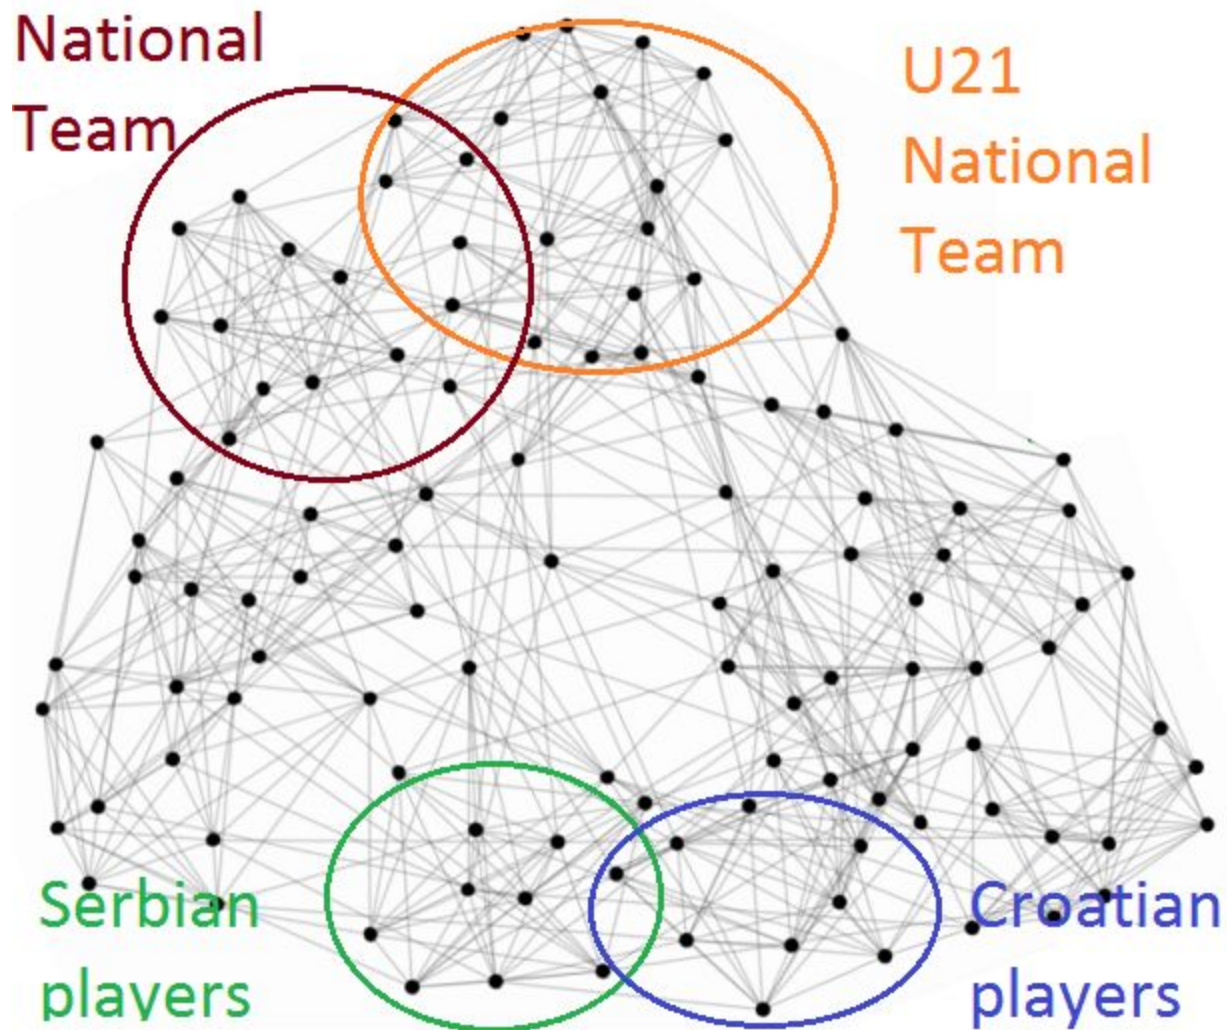 National
Team
U21
National
Team
Serbian
players
Croatian
players